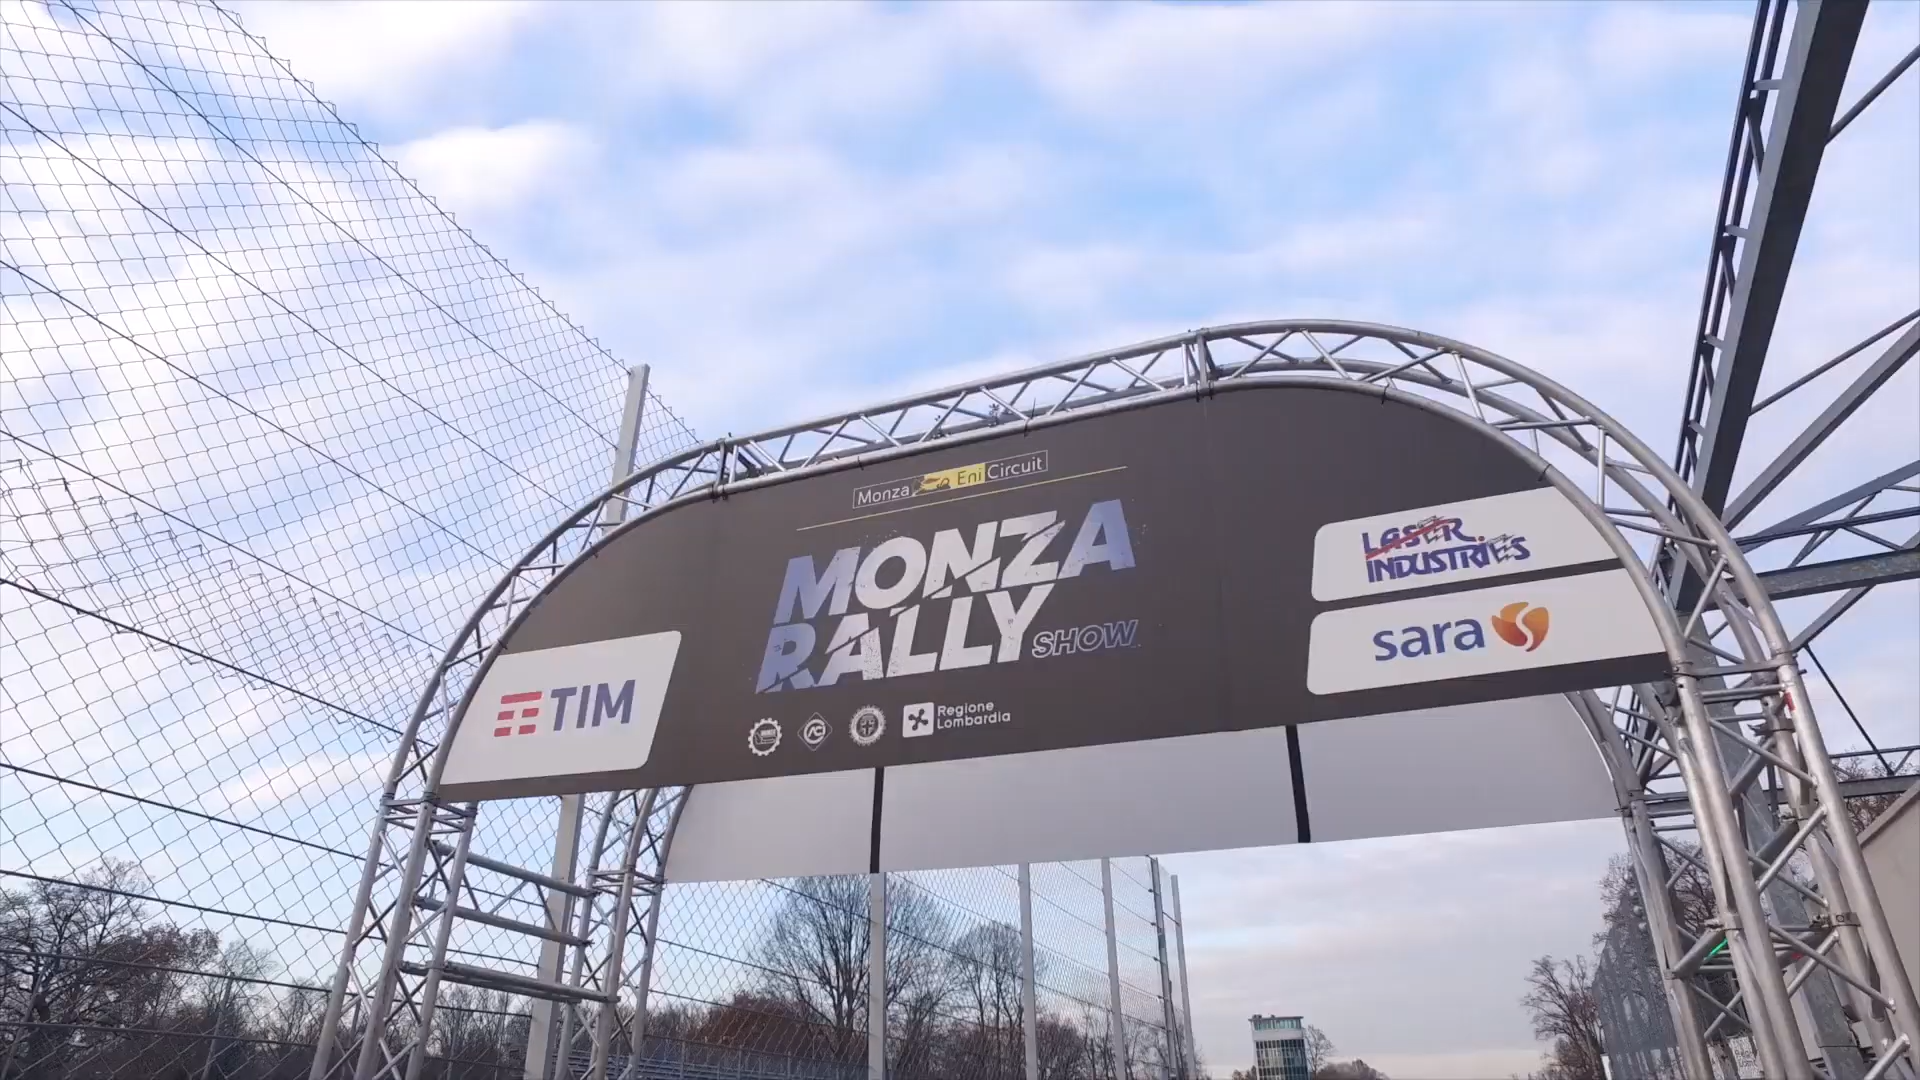 Monza Eni Circuit
MONZA
RALLY SHOW
TIM
LASER
INDUSTRIES
sara
Regione
Lombardia